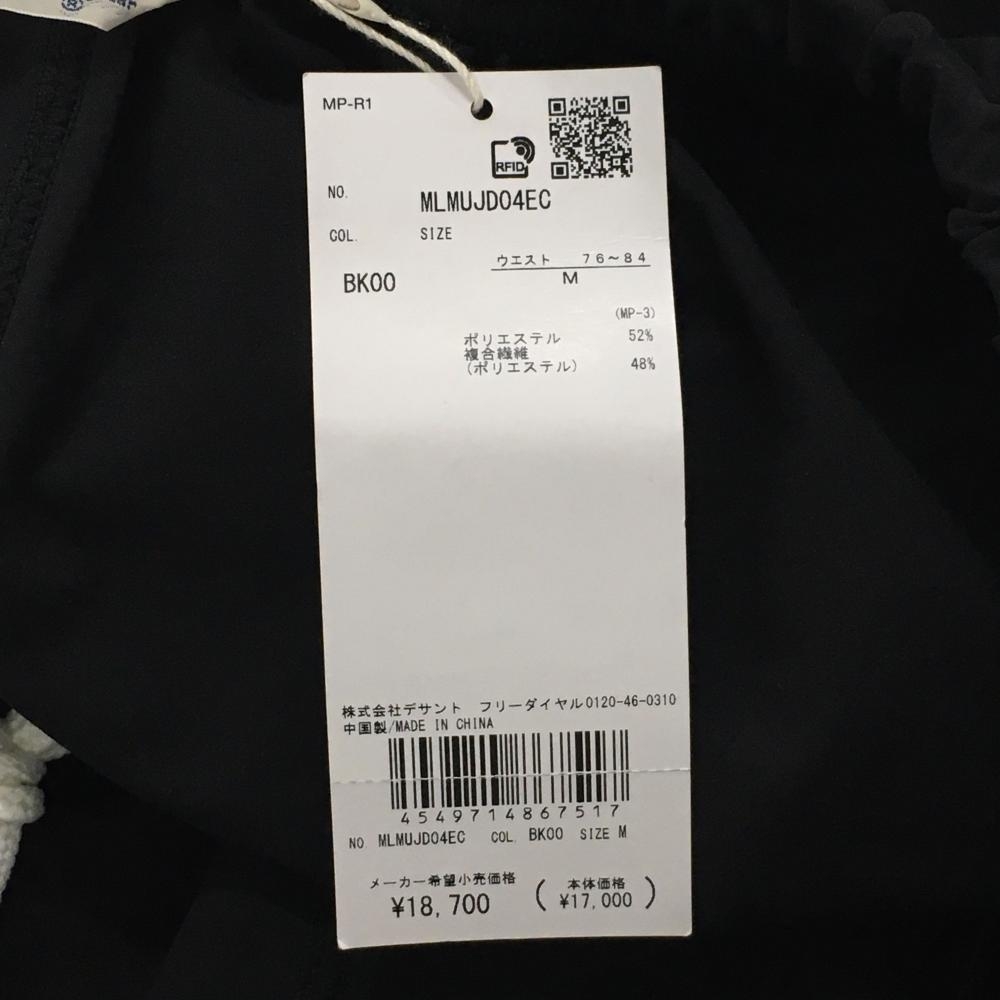 MP-R1
RFID
NO. MLMUJD04EC
COL. SIZE
ウエスト 76~84
BK00 M
(MP-3)
ポリエステル 52%
複合繊維
(ポリエステル) 48%
株式会社デサント フリーダイヤル0120-46-0310
中国製/MADE IN CHINA
4549714867517
NO. MLMUJD04EC COL. BK00 SIZE M
メーカー希望小売価格 本体価格
¥18,700 (¥17,000)